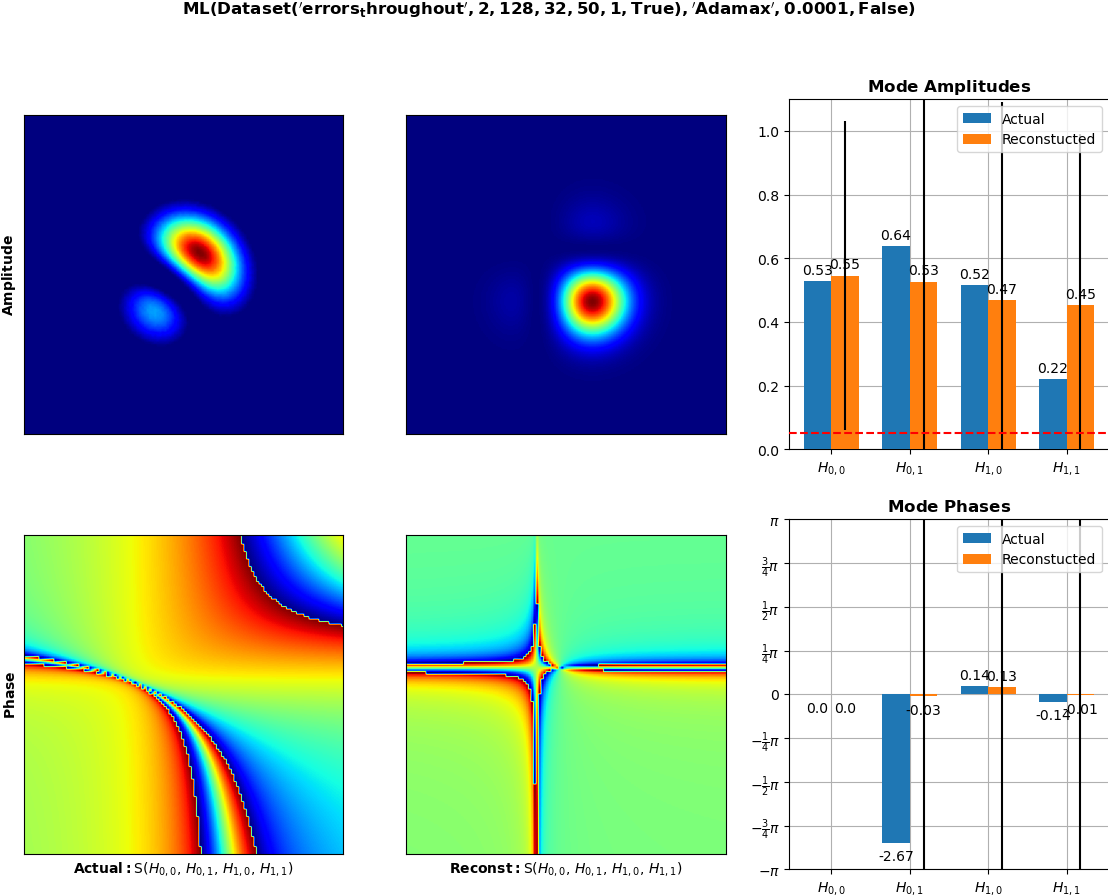 ML(Dataset('errors_throughout', 2, 128, 32, 50, 1, True), 'Adamax', 0.0001, False)
Amplitude
Mode Amplitudes
Actual
Reconstucted
1.0
0.8
0.6
0.4
0.2
0.0
0.53 0.55 0.64 0.53 0.52 0.47 0.22 0.45
H0,0 H0,1 H1,0 H1,1
Phase
Actual: S(H0,0, H0,1, H1,0, H1,1)
Reconst: S(H0,0, H0,1, H1,0, H1,1)
Mode Phases
Actual
Reconstucted
π
3/4π
1/2π
1/4π
0
−1/4π
−1/2π
−3/4π
−π
0.0 0.0 -2.67 -0.03 0.14 0.13 -0.14 -0.01
H0,0 H0,1 H1,0 H1,1